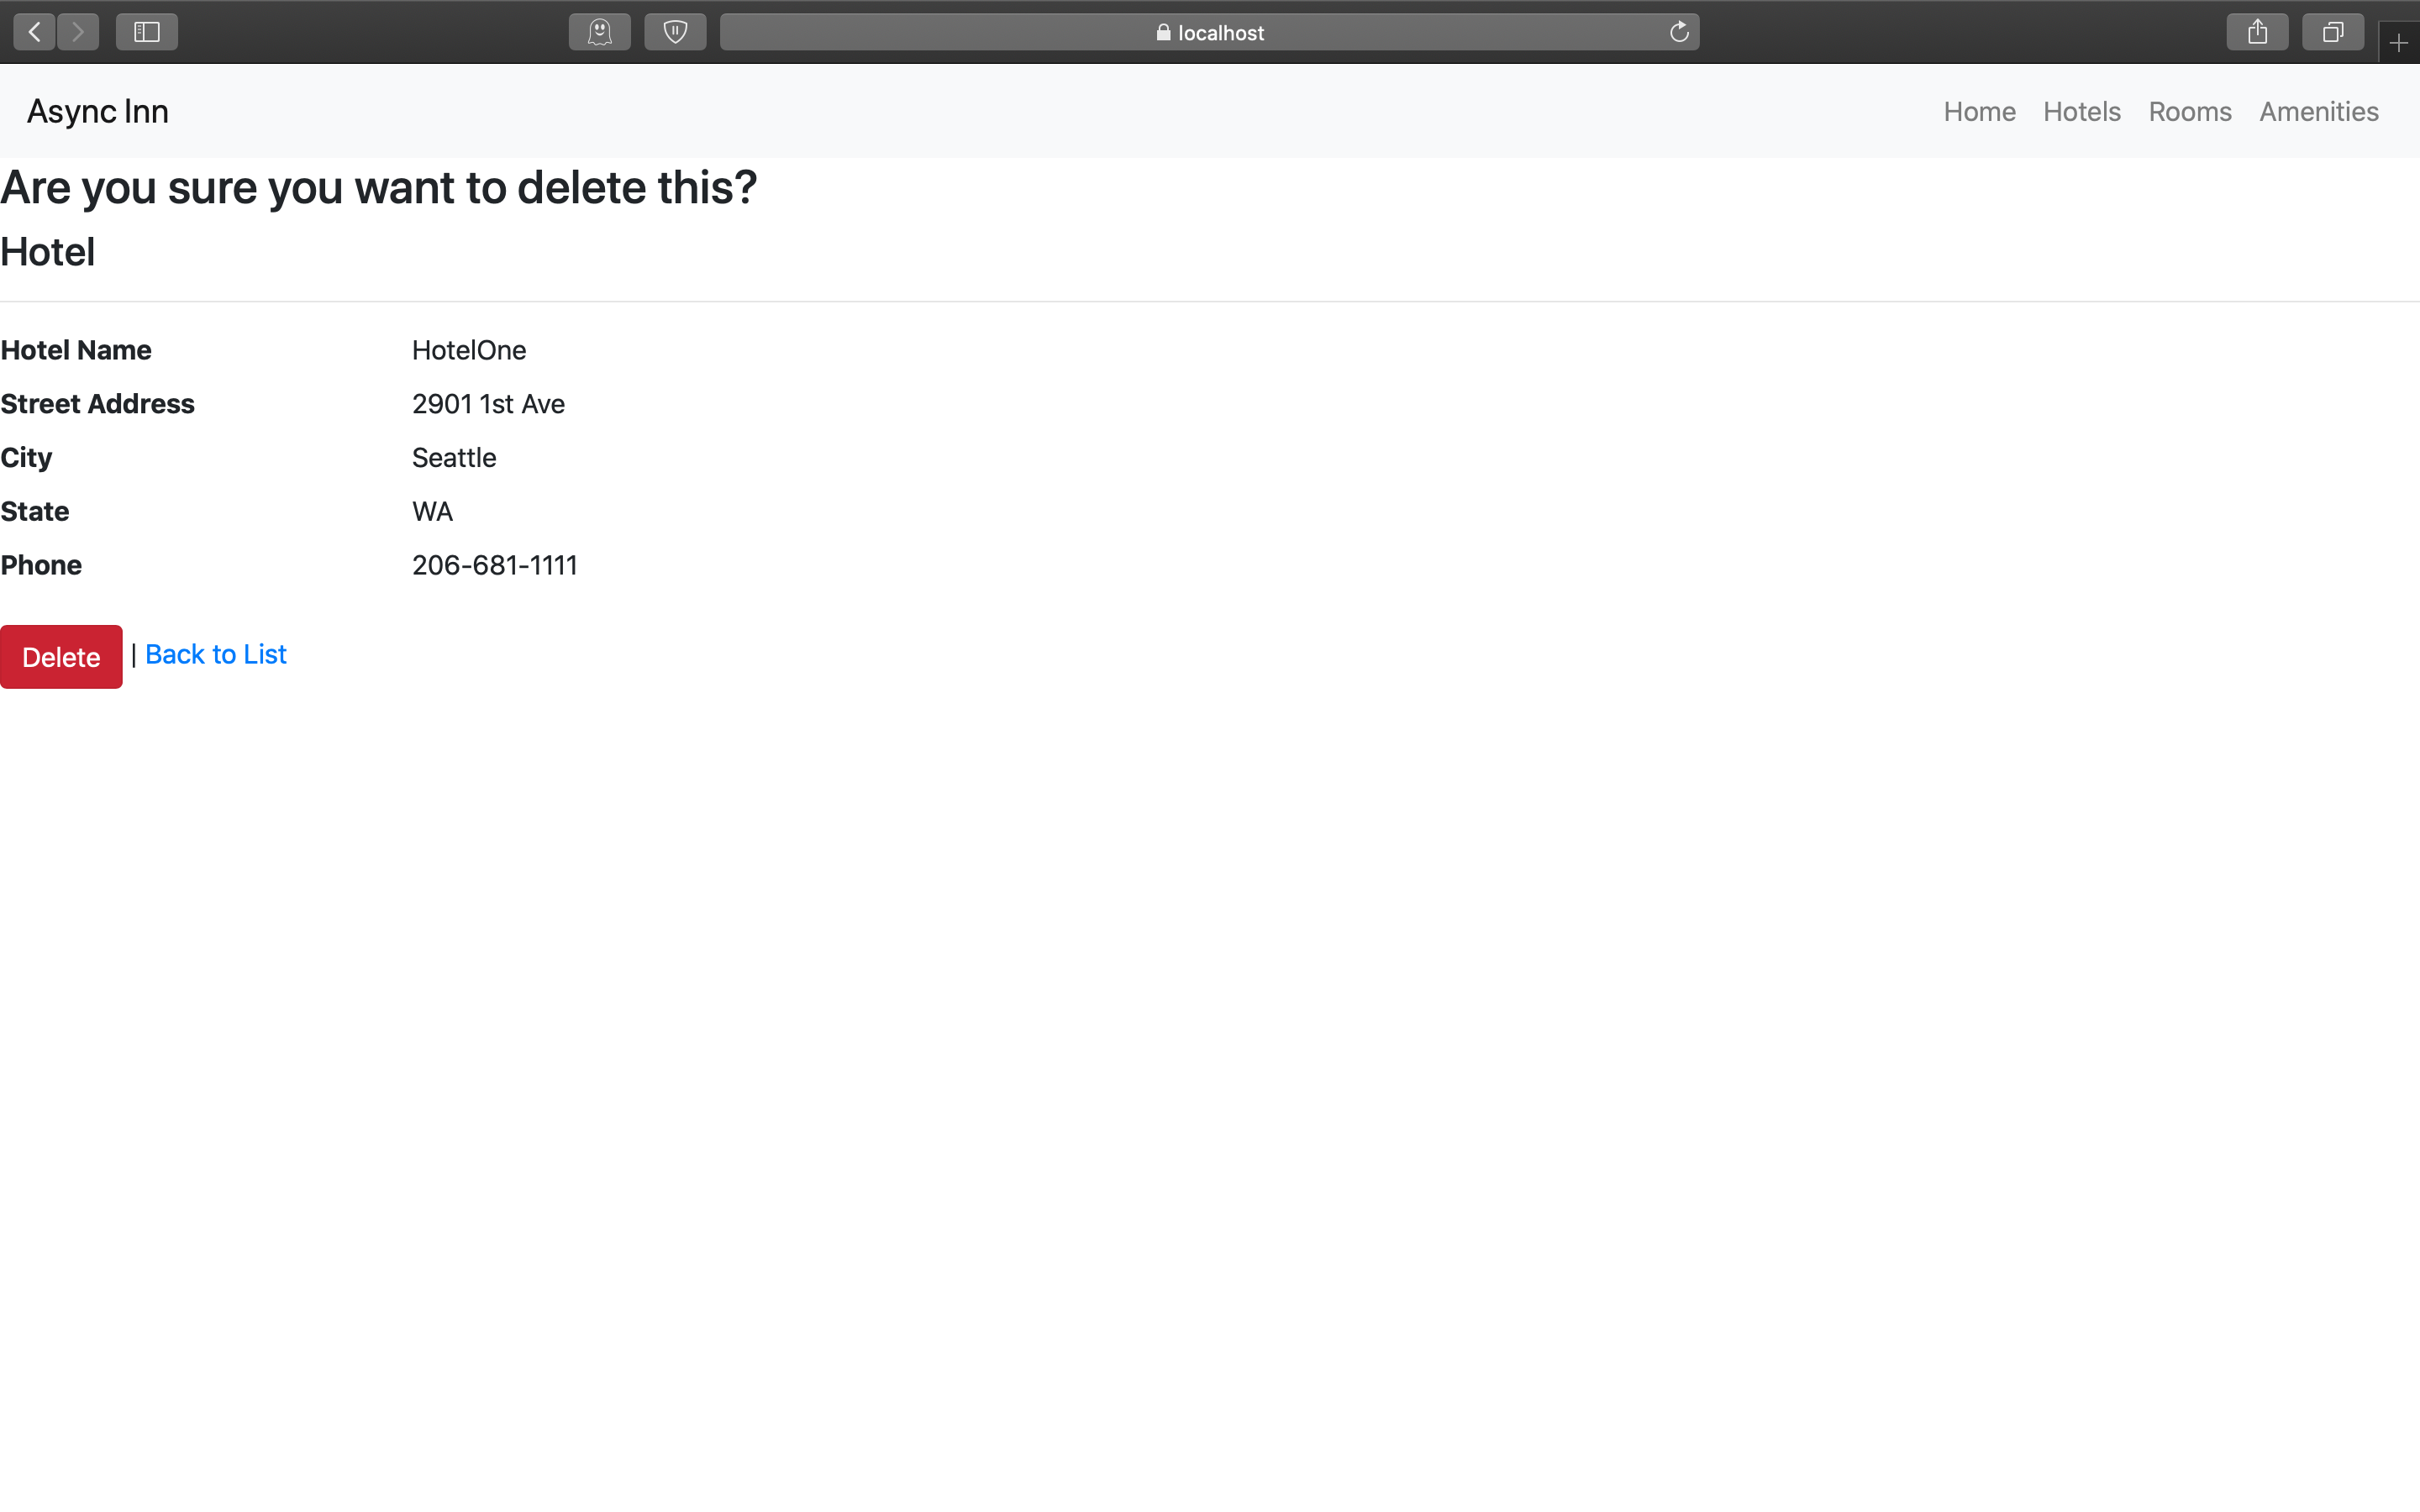 localhost
Async Inn Home Hotels Rooms Amenities
Are you sure you want to delete this?
Hotel
Hotel Name HotelOne
Street Address 2901 1st Ave
City Seattle
State WA
Phone 206-681-1111
Delete | Back to List